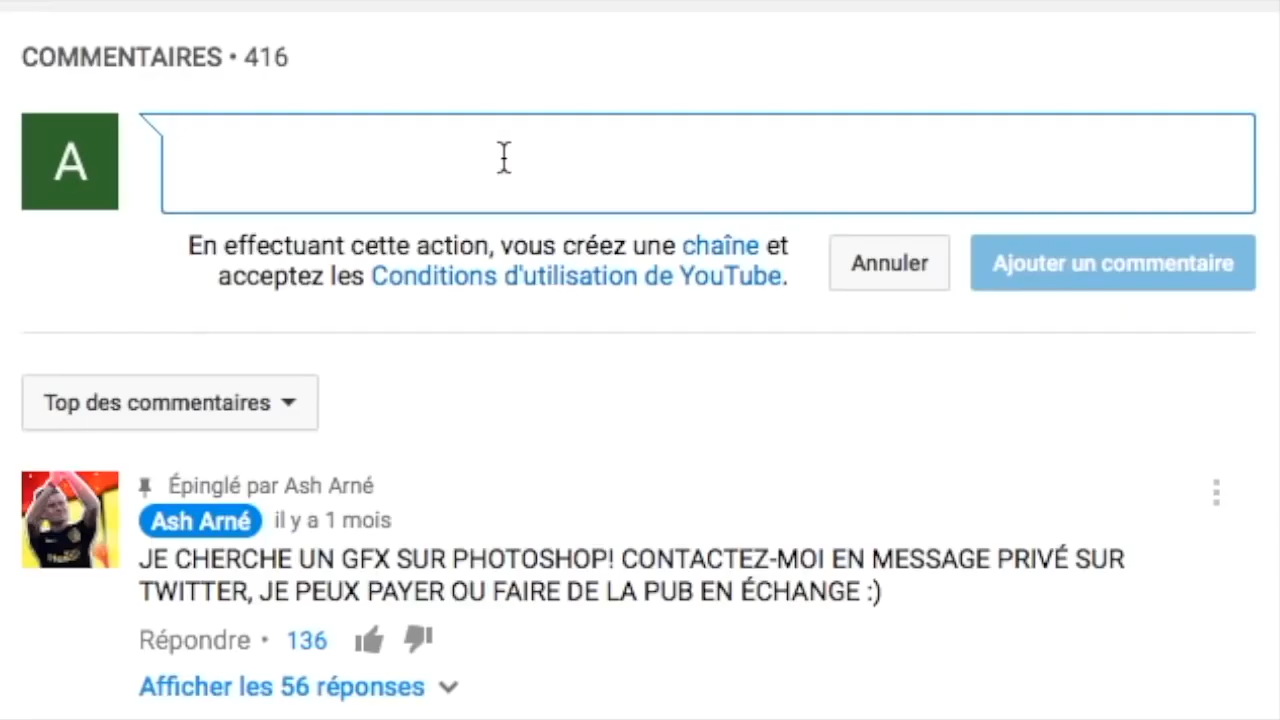 COMMENTAIRES • 416
A
En effectuant cette action, vous créez une chaîne et
acceptez les Conditions d'utilisation de YouTube.
Annuler
Ajouter un commentaire
Top des commentaires
Épinglé par Ash Arné
Ash Arné il y a 1 mois
JE CHERCHE UN GFX SUR PHOTOSHOP! CONTACTEZ-MOI EN MESSAGE PRIVÉ SUR
TWITTER, JE PEUX PAYER OU FAIRE DE LA PUB EN ÉCHANGE :)
Répondre • 136
Afficher les 56 réponses